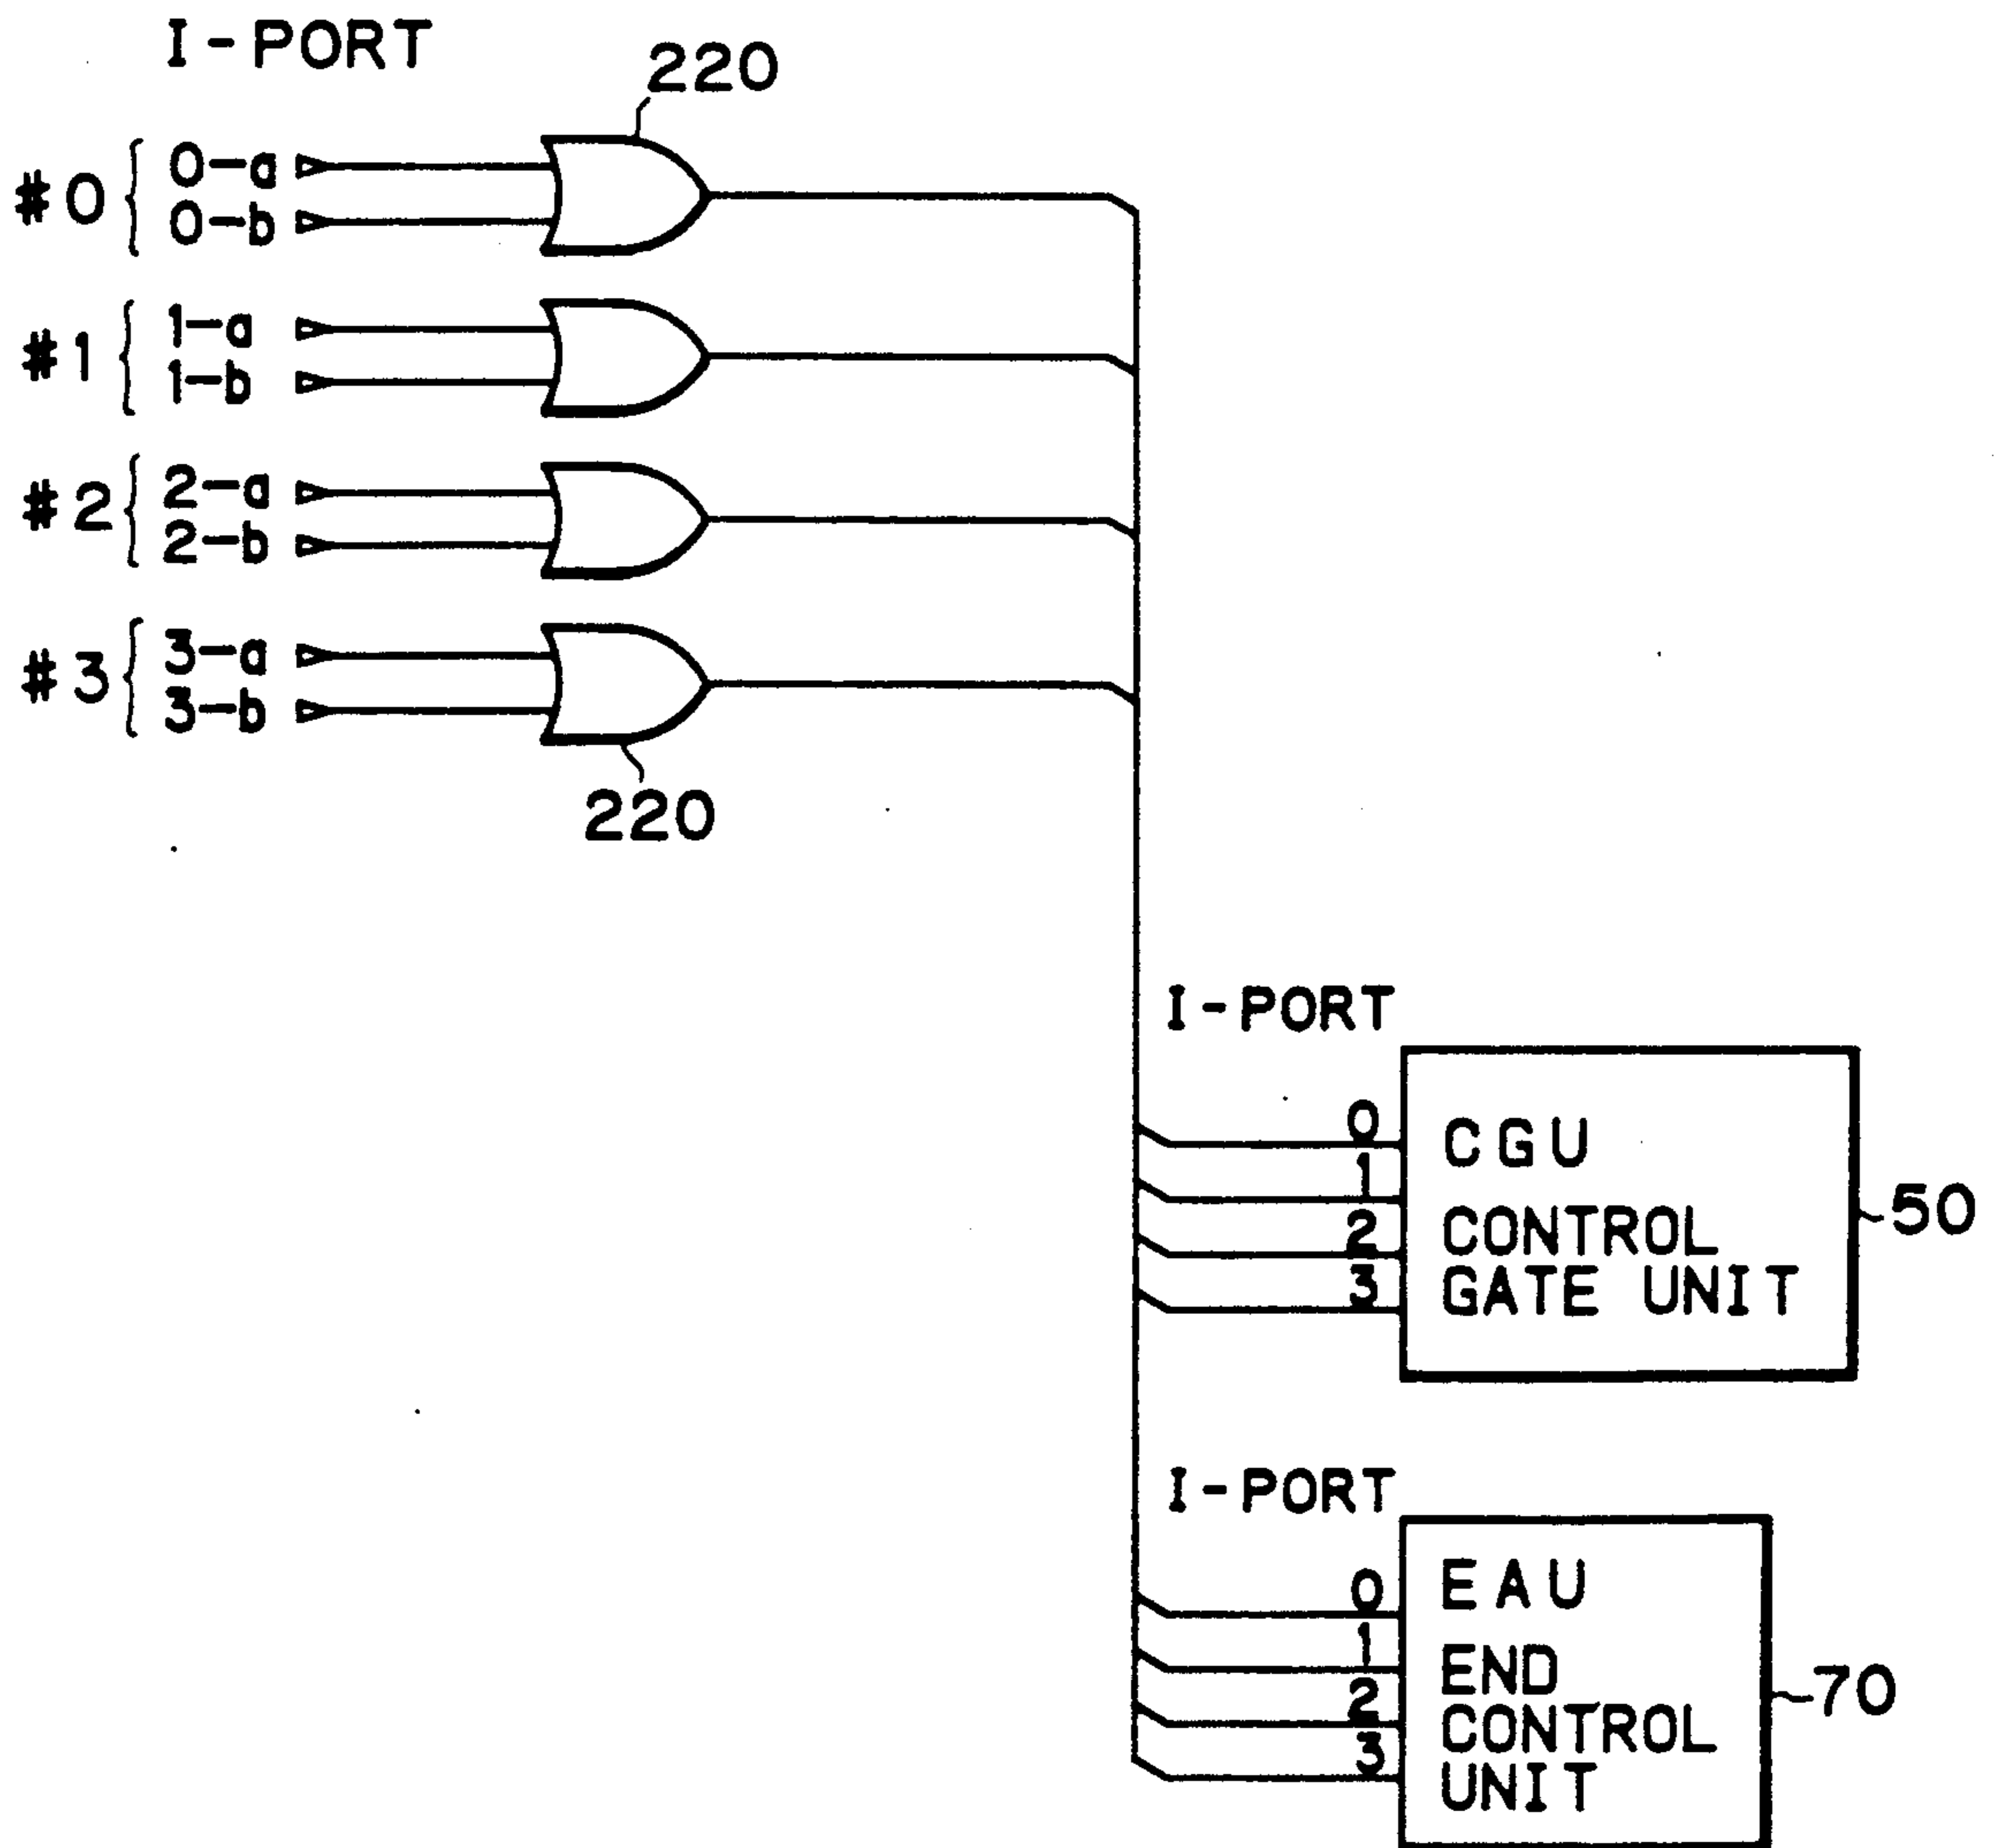 I-PORT
220
#0 { 0-a
0-b
#1 { 1-a
1-b
#2 { 2-a
2-b
#3 { 3-a
3-b
220
I-PORT
0
1
2
3
CGU
CONTROL
GATE UNIT
50
I-PORT
0
1
2
3
EAU
END
CONTROL
UNIT
70